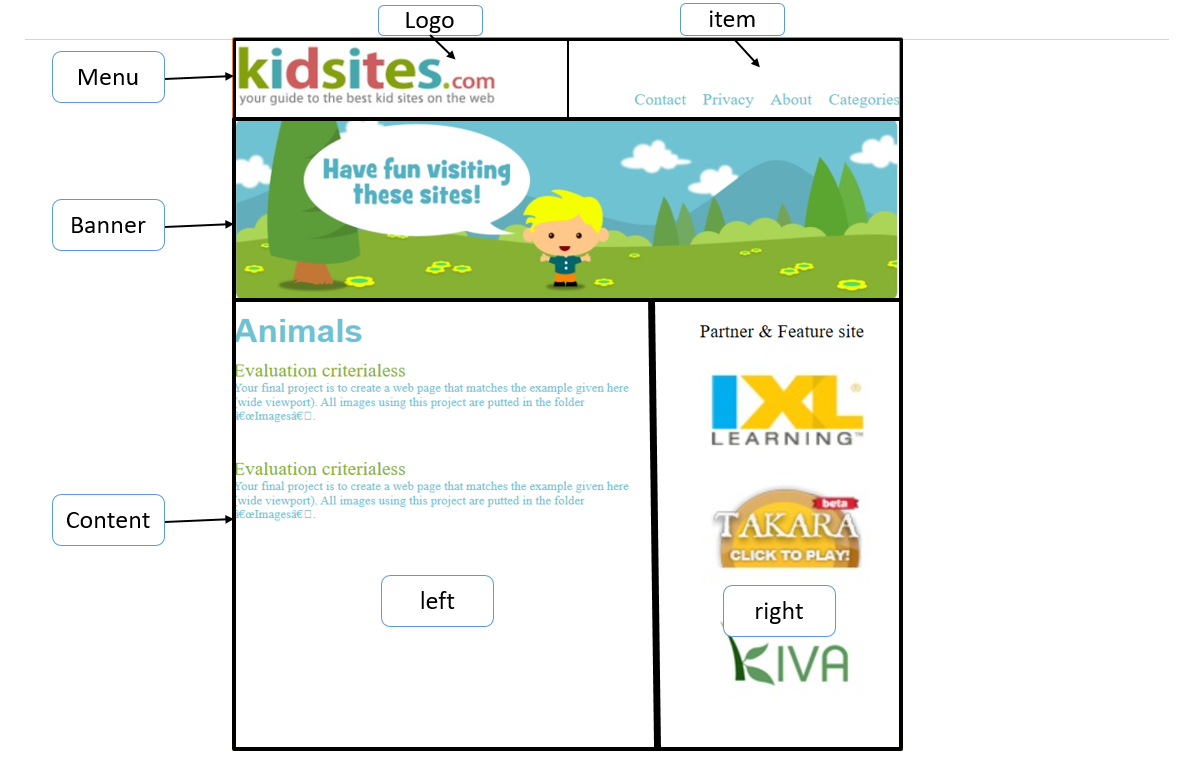 Logo
item
Menu
kidsites.com
your guide to the best kid sites on the web
Contact Privacy About Categories
Banner
Have fun visiting
these sites!
Animals
Evaluation criterialess
Your final project is to create a web page that matches the example given here
(wide viewport). All images using this project are putted in the folder
â€œImagesâ€□.
Evaluation criterialess
Your final project is to create a web page that matches the example given here
(wide viewport). All images using this project are putted in the folder
â€œImagesâ€□.
Content
left
Partner & Feature site
IXL®
LEARNING™
beta
TAKARA
CLICK TO PLAY!
right
KIVA